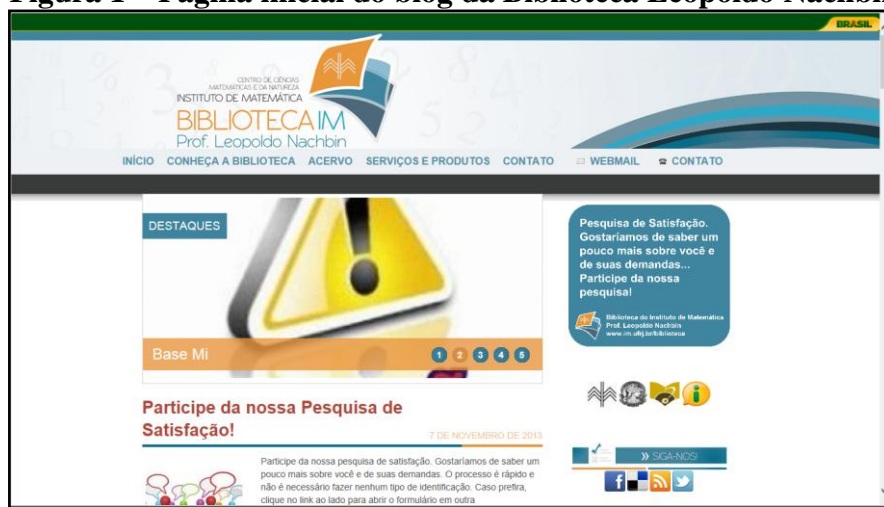 Figura 1 – Página inicial do blog da Biblioteca Leopoldo Nachbin
BRASIL
CENTRO DE CIÊNCIAS
MATEMÁTICAS E DA NATUREZA
INSTITUTO DE MATEMÁTICA
BIBLIOTECA IM
Prof. Leopoldo Nachbin
INÍCIO CONHEÇA A BIBLIOTECA ACERVO SERVIÇOS E PRODUTOS CONTATO WEBMAIL CONTATO
DESTAQUES
Base Mi
1 2 3 4 5
Pesquisa de Satisfação.
Gostaríamos de saber um
pouco mais sobre você e
de suas demandas...
Participe da nossa
pesquisa!
Biblioteca do Instituto de Matemática
Prof. Leopoldo Nachbin
www.im.ufrj.br/biblioteca
Participe da nossa Pesquisa de
Satisfação!
7 DE NOVEMBRO DE 2013
Participe da nossa pesquisa de satisfação. Gostaríamos de saber um
pouco mais sobre você e de suas demandas. O processo é rápido e
não é necessário fazer nenhum tipo de identificação. Caso prefira,
clique no link ao lado para abrir o formulário em outra
» SIGA-NOS!